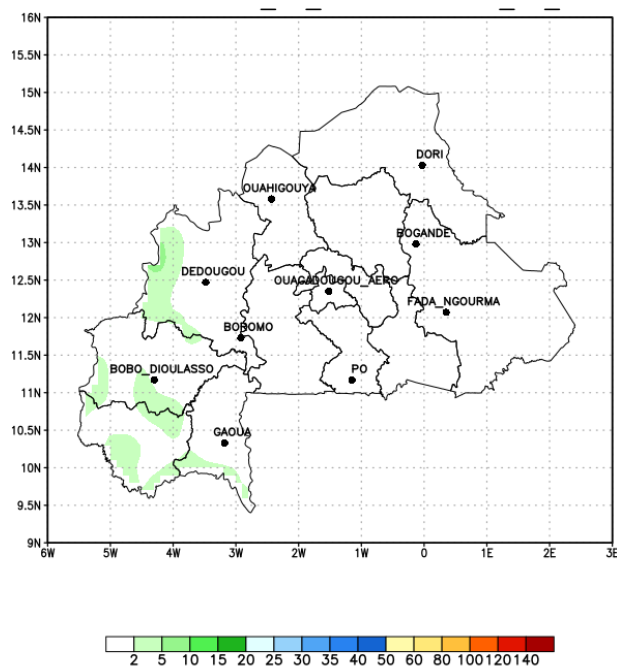 16N
15.5N
15N
14.5N
14N
13.5N
13N
12.5N
12N
11.5N
11N
10.5N
10N
9.5N
9N
DORI
OUAHIGOUYA
BOGANDE
DEDOUGOU
OUAGADOUGOU_AERO
FADA_NGOURMA
BOROMO
BOBO_DIOULASSO
PO
GAOUA
6W 5W 4W 3W 2W 1W 0 1E 2E 3E
2 5 10 15 20 25 30 35 40 50 60 80 100 120 140